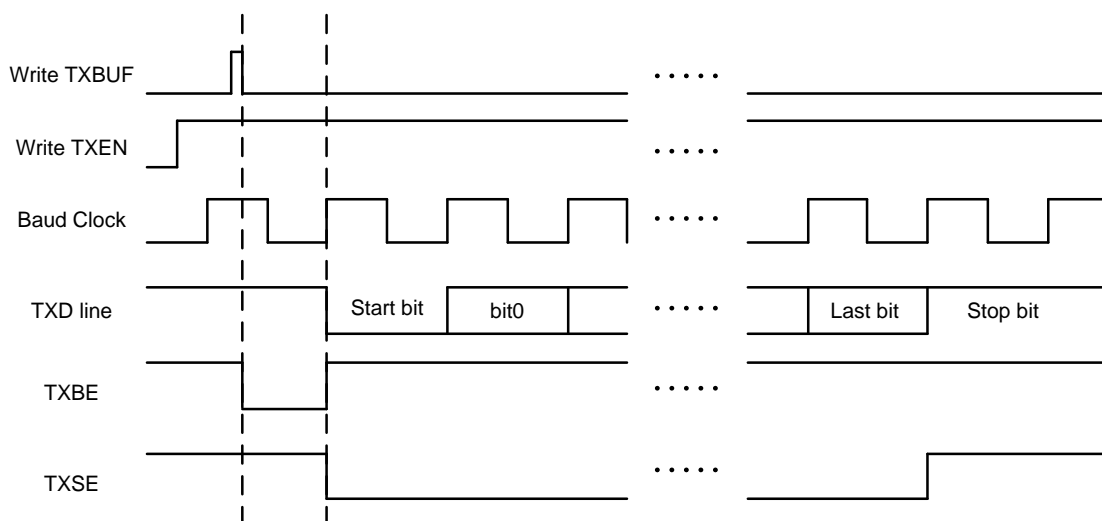 Write TXBUF
Write TXEN
Baud Clock
TXD line
Start bit
bit0
Last bit
Stop bit
TXBE
TXSE